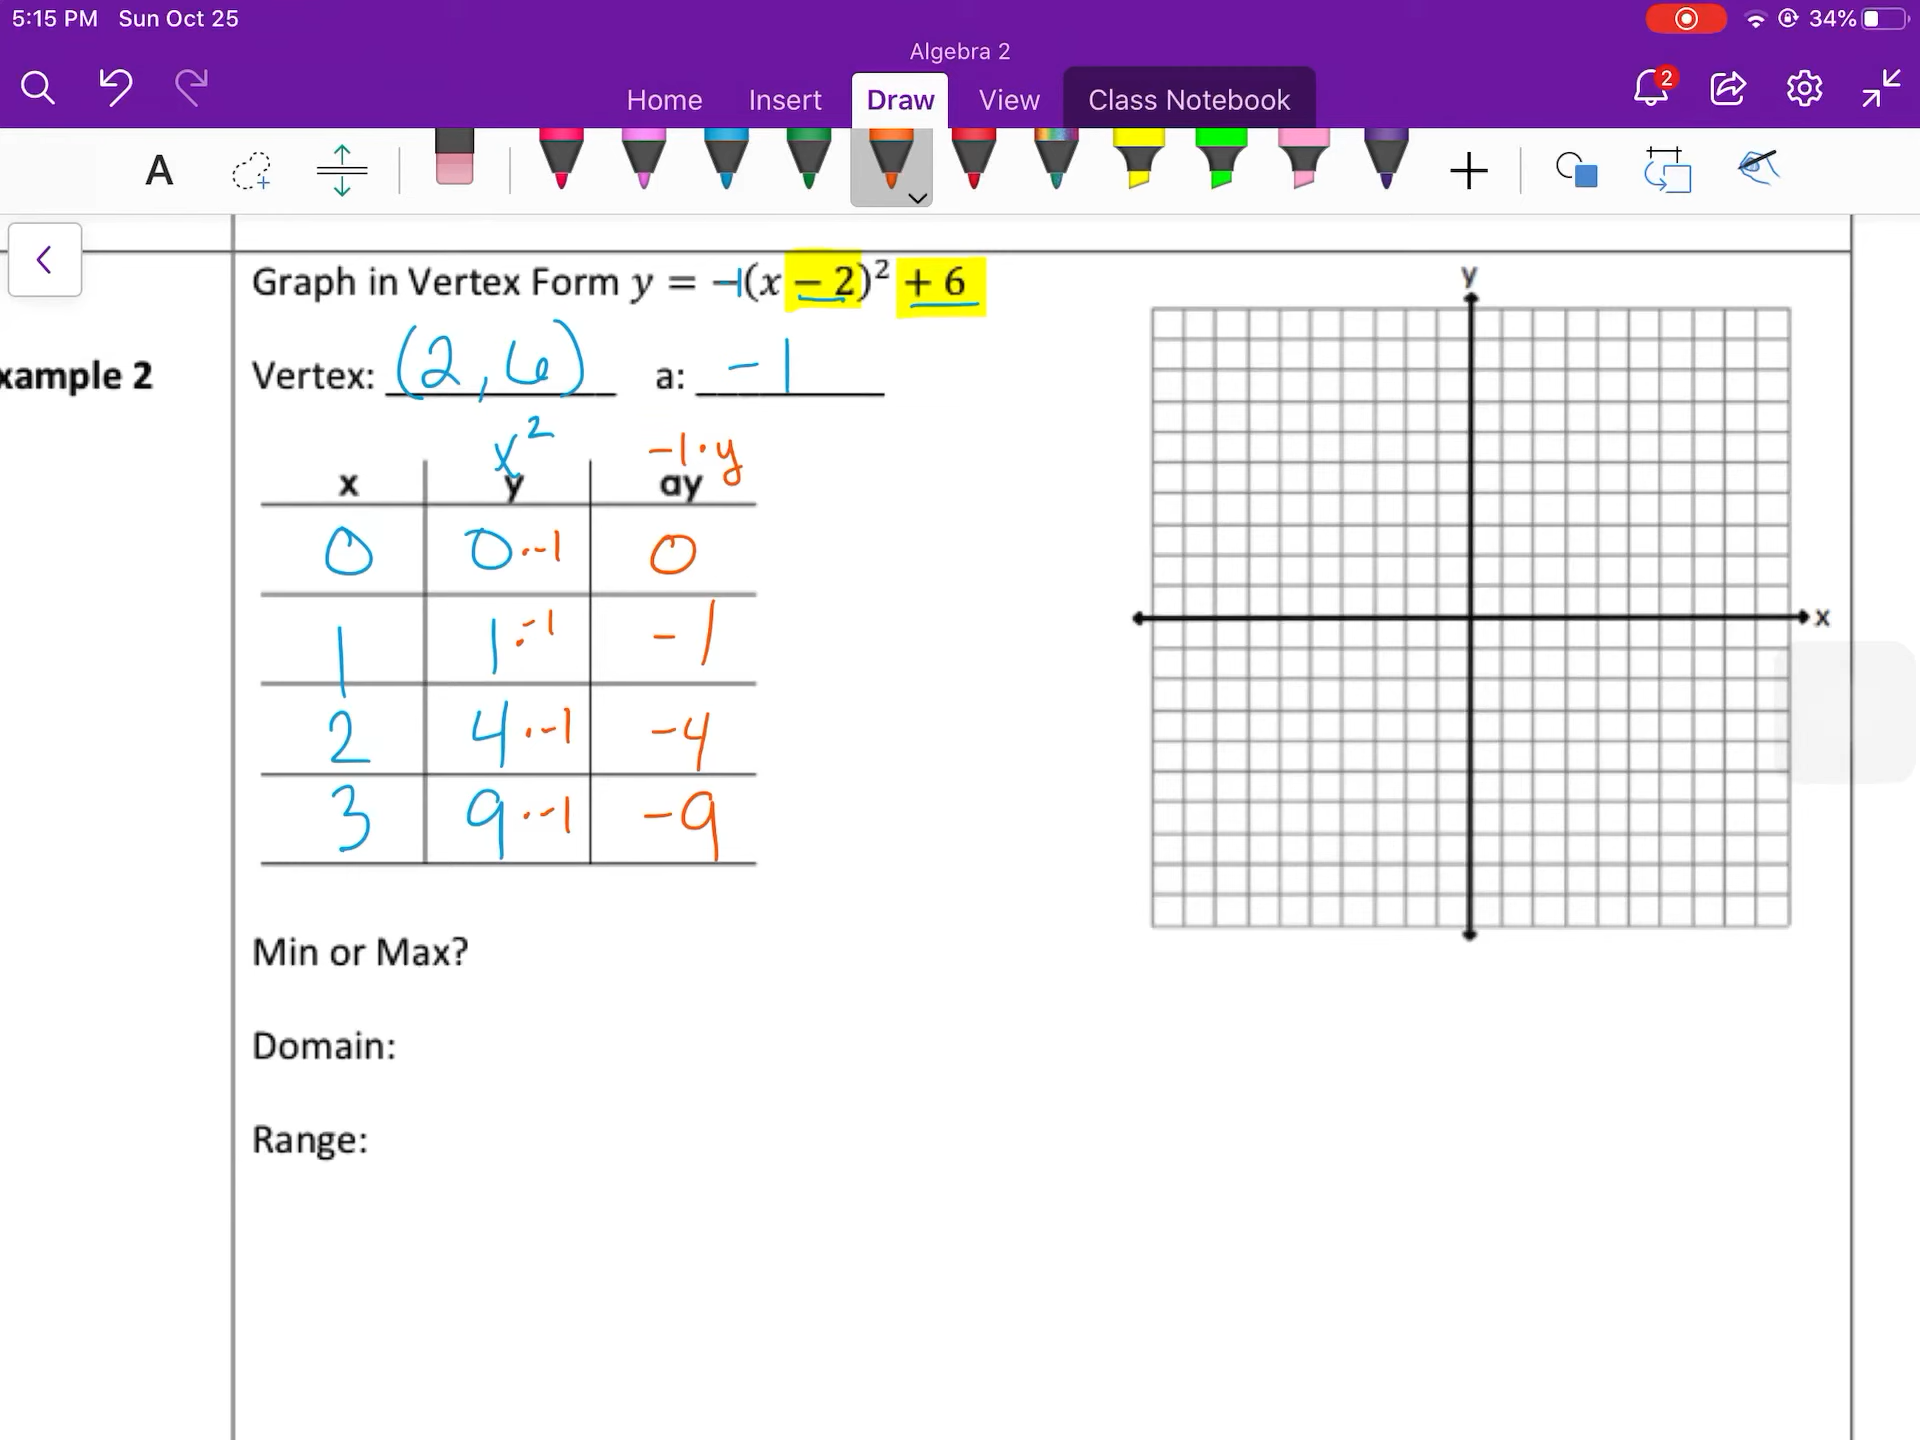 5:15 PM Sun Oct 25
34%
Algebra 2
Home Insert Draw View Class Notebook
2
A
Graph in Vertex Form y = -1(x - 2)² + 6
xample 2
Vertex: (2, 6) a: -1
x² -1·y
x y ay
0 0·-1 0
1 1·-1 -1
2 4·-1 -4
3 9·-1 -9
Min or Max?
Domain:
Range:
y
x